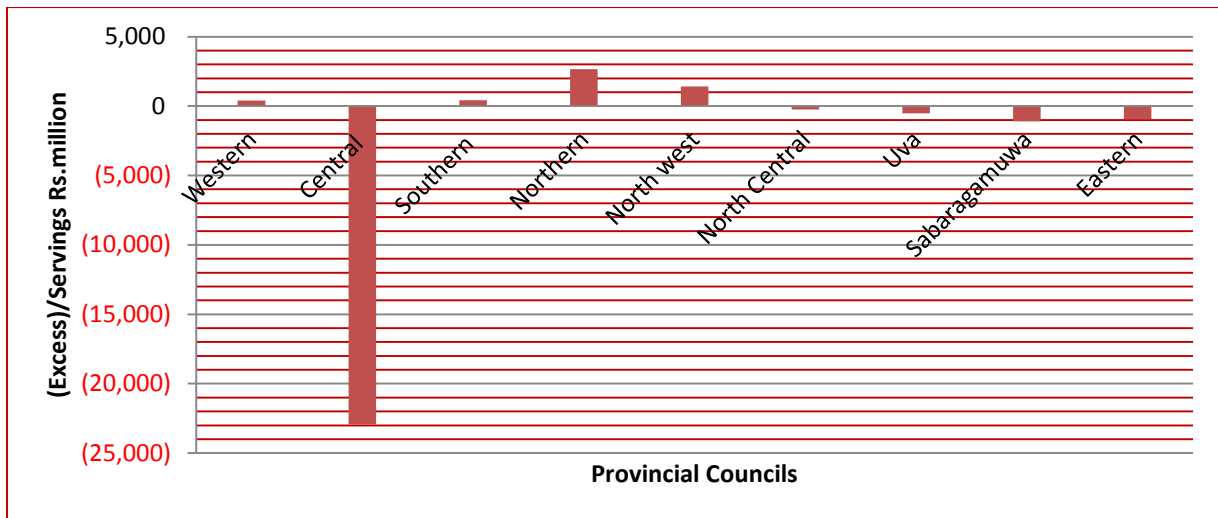 (Excess)/Servings Rs.million
5,000
0
(5,000)
(10,000)
(15,000)
(20,000)
(25,000)
Western
Central
Southern
Northern
North west
North Central
Uva
Sabaragamuwa
Eastern
Provincial Councils